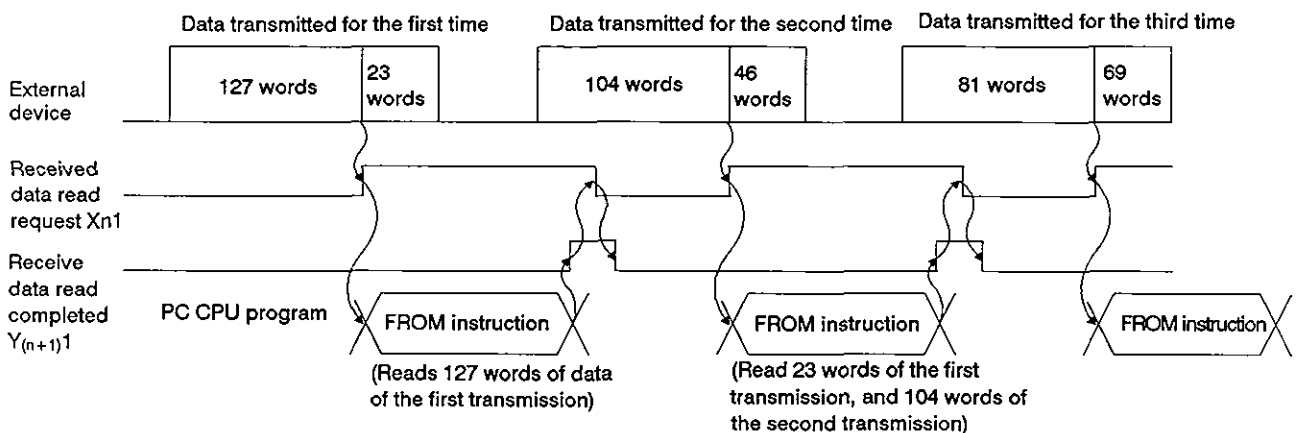 Data transmitted for the first time
Data transmitted for the second time
Data transmitted for the third time
External
device
127 words
23
words
104 words
46
words
81 words
69
words
Received
data read
request Xn1
Receive
data read
completed
Y(n+1)1
PC CPU program
FROM instruction
FROM instruction
FROM instruction
(Reads 127 words of data
of the first transmission)
(Read 23 words of the first
transmission, and 104 words of
the second transmission)